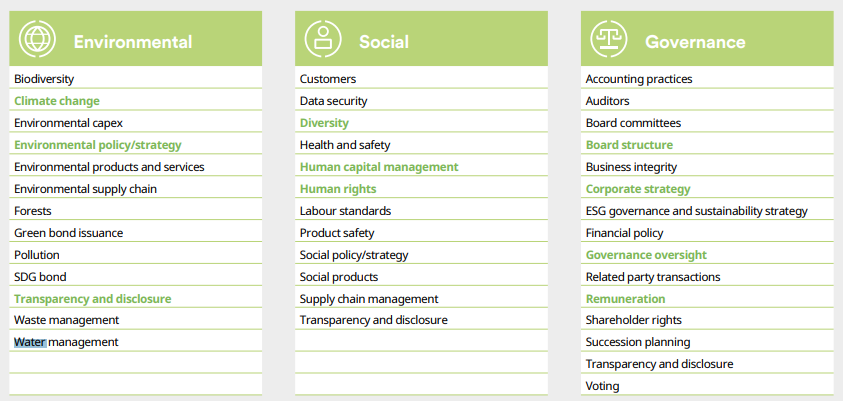 Environmental
Biodiversity
Climate change
Environmental capex
Environmental policy/strategy
Environmental products and services
Environmental supply chain
Forests
Green bond issuance
Pollution
SDG bond
Transparency and disclosure
Waste management
Water management
Social
Customers
Data security
Diversity
Health and safety
Human capital management
Human rights
Labour standards
Product safety
Social policy/strategy
Social products
Supply chain management
Transparency and disclosure
Governance
Accounting practices
Auditors
Board committees
Board structure
Business integrity
Corporate strategy
ESG governance and sustainability strategy
Financial policy
Governance oversight
Related party transactions
Remuneration
Shareholder rights
Succession planning
Transparency and disclosure
Voting